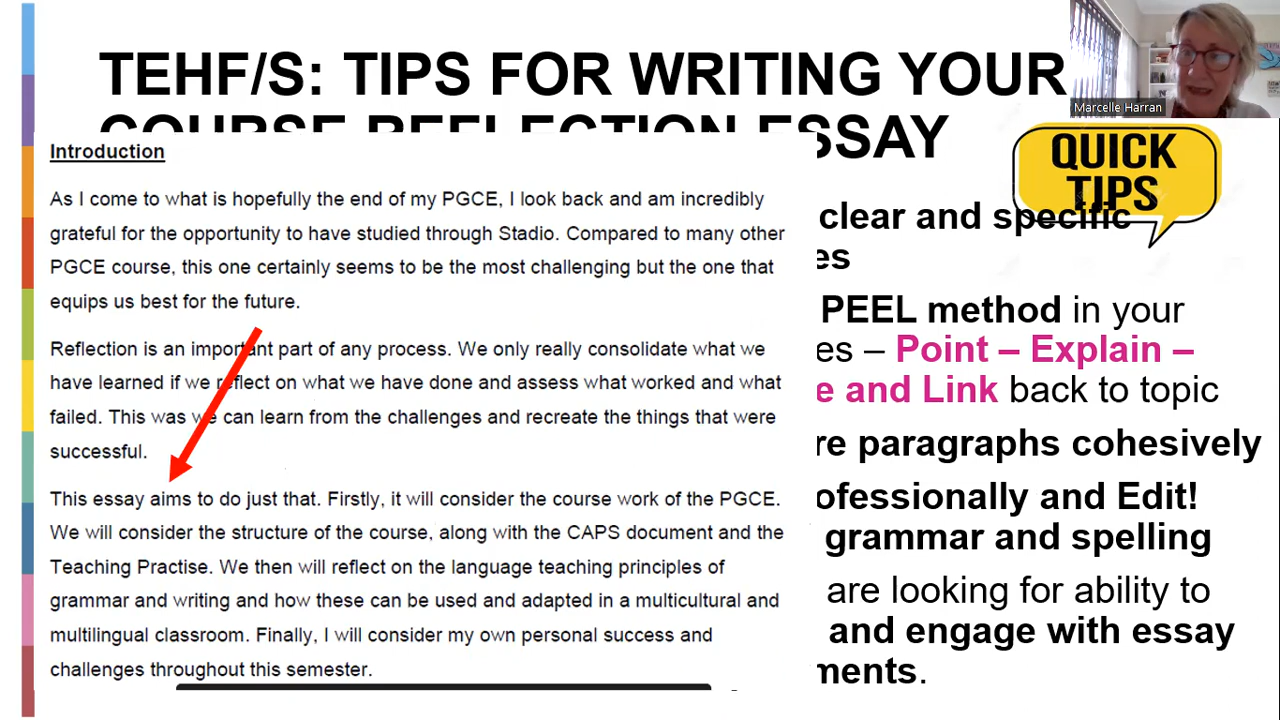 TEHF/S: TIPS FOR WRITING YOUR
COURSE REFLECTION ESSAY
Marcelle Harran
QUICK
TIPS
Introduction
As I come to what is hopefully the end of my PGCE, I look back and am incredibly
grateful for the opportunity to have studied through Stadio. Compared to many other
PGCE course, this one certainly seems to be the most challenging but the one that
equips us best for the future.
Reflection is an important part of any process. We only really consolidate what we
have learned if we reflect on what we have done and assess what worked and what
failed. This was we can learn from the challenges and recreate the things that were
successful.
This essay aims to do just that. Firstly, it will consider the course work of the PGCE.
We will consider the structure of the course, along with the CAPS document and the
Teaching Practise. We then will reflect on the language teaching principles of
grammar and writing and how these can be used and adapted in a multicultural and
multilingual classroom. Finally, I will consider my own personal success and
challenges throughout this semester.
clear and specific
es
PEEL method in your
es – Point – Explain –
e and Link back to topic
re paragraphs cohesively
ofessionally and Edit!
grammar and spelling
are looking for ability to
and engage with essay
ments.